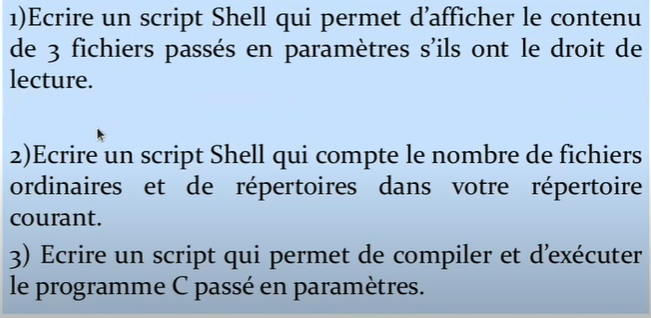 1)Ecrire un script Shell qui permet d'afficher le contenu
de 3 fichiers passés en paramètres s'ils ont le droit de
lecture.
2)Ecrire un script Shell qui compte le nombre de fichiers
ordinaires et de répertoires dans votre répertoire
courant.
3) Ecrire un script qui permet de compiler et d'exécuter
le programme C passé en paramètres.